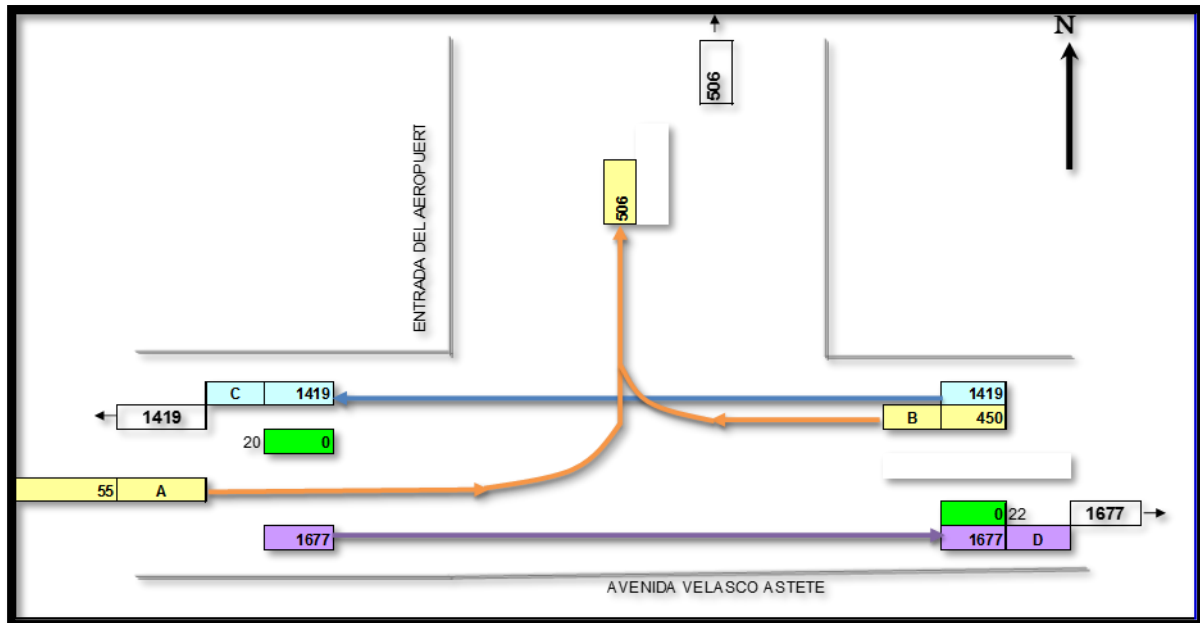 N
506
506
ENTRADA DEL AEROPUERT
C 1419
1419
1419
B 450
20 0
55 A
0 22
1677
1677
1677 D
AVENIDA VELASCO ASTETE